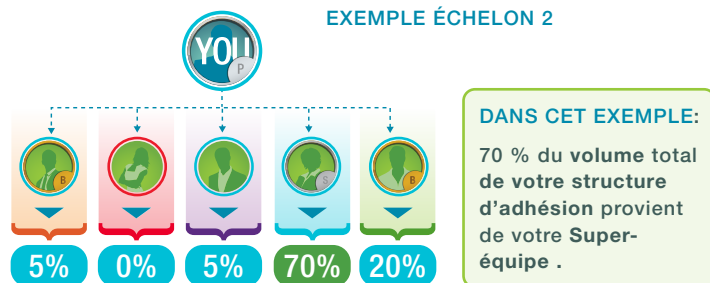 EXEMPLE ÉCHELON 2
YOU
P
B
S
B
5%
0%
5%
70%
20%
DANS CET EXEMPLE:
70 % du volume total
de votre structure
d'adhésion provient
de votre Super-
équipe .